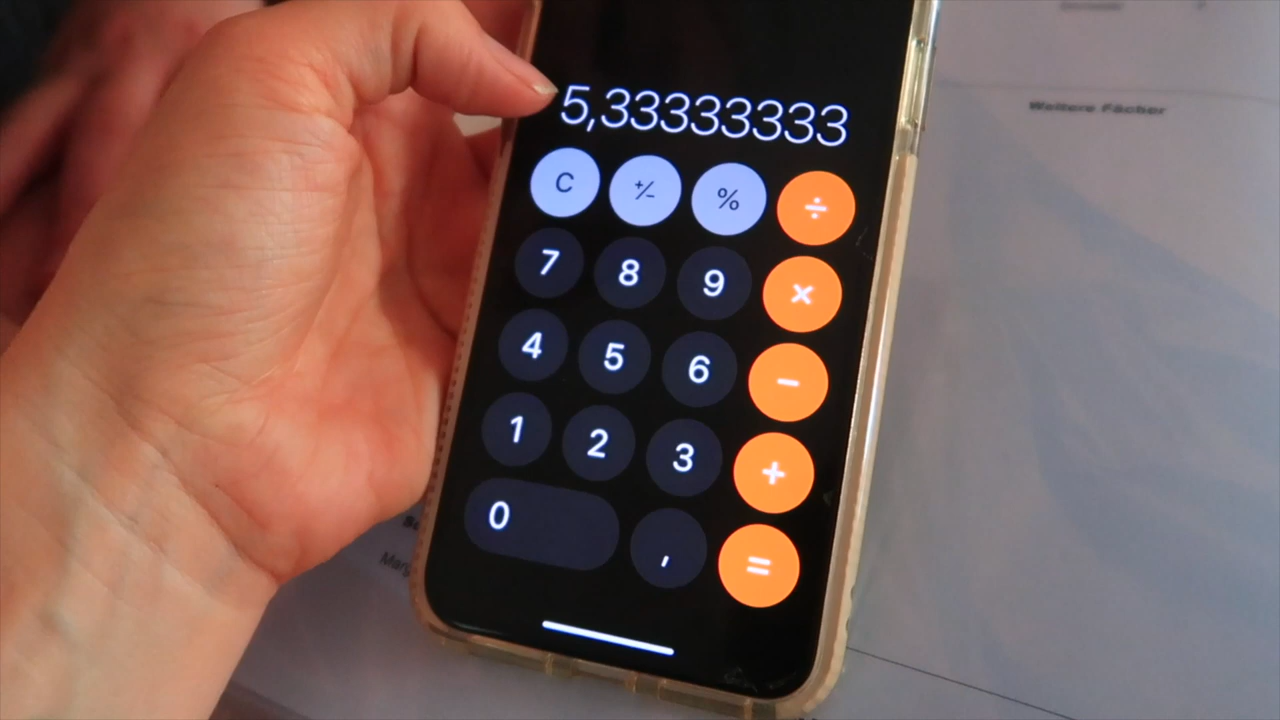 Weitere Fächer
5,33333333
C +/- % ÷
7 8 9 ×
4 5 6 −
1 2 3 +
0 , =